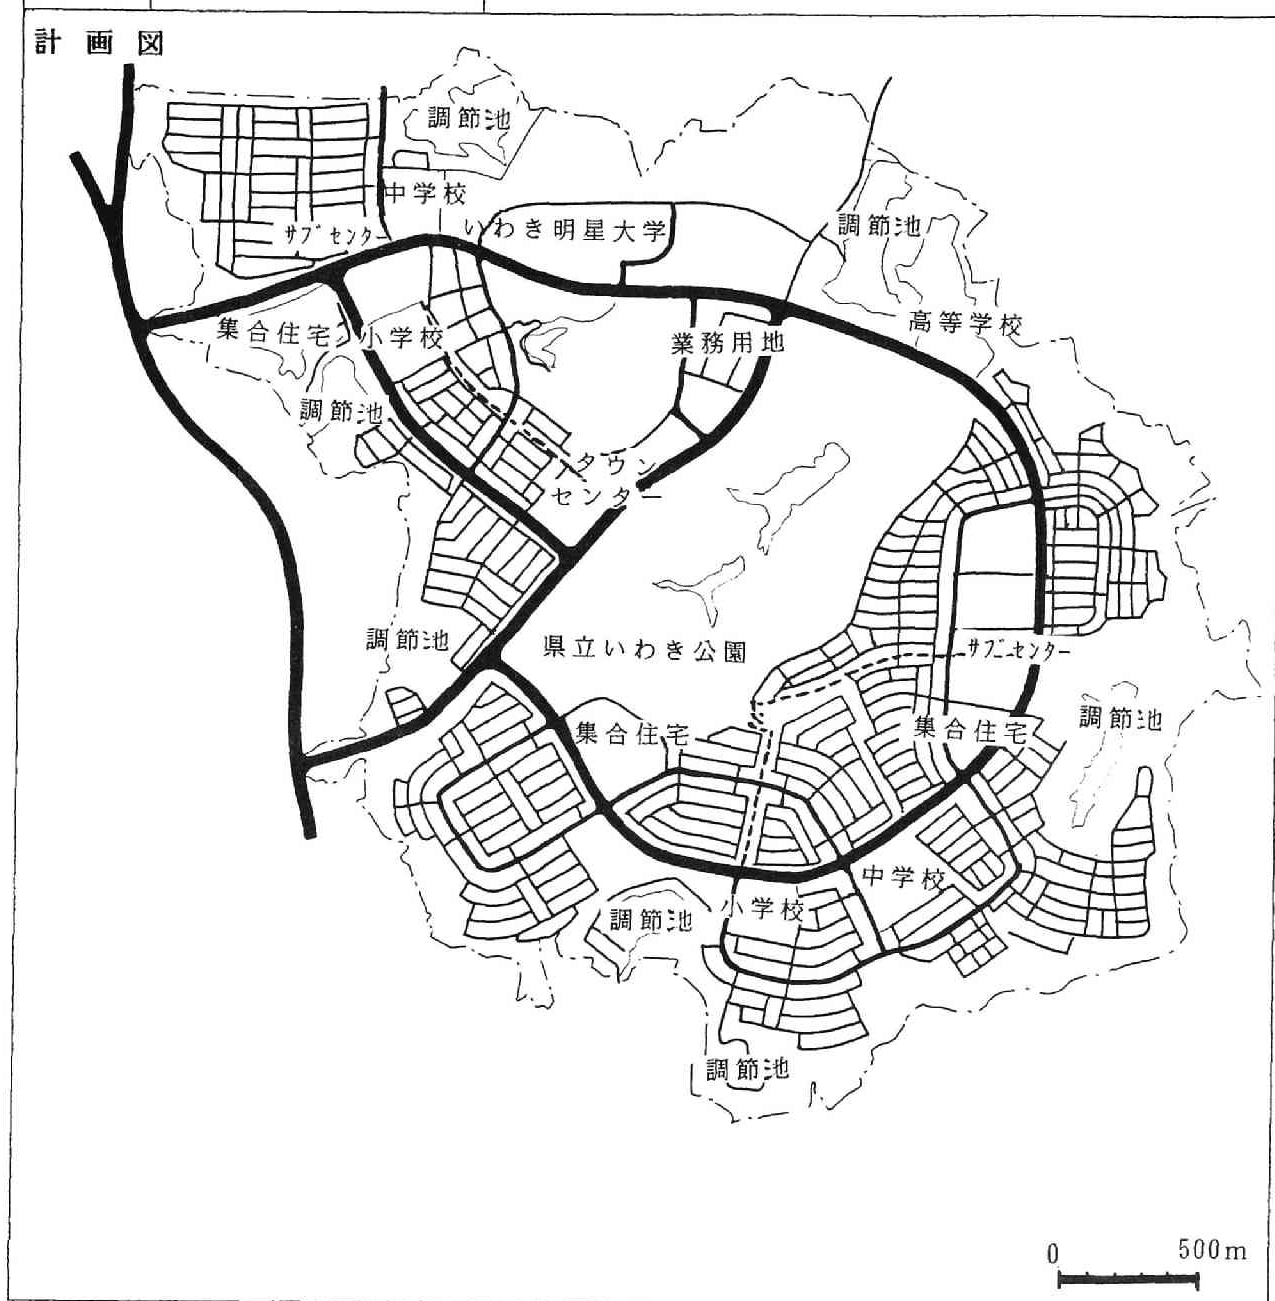 計画図
調節池
中学校
サブセンター
いわき明星大学
調節池
集合住宅
小学校
業務用地
高等学校
調節池
タウン
センター
調節池
県立いわき公園
サブセンター
集合住宅
集合住宅
調節池
中学校
調節池
小学校
調節池
0 500m